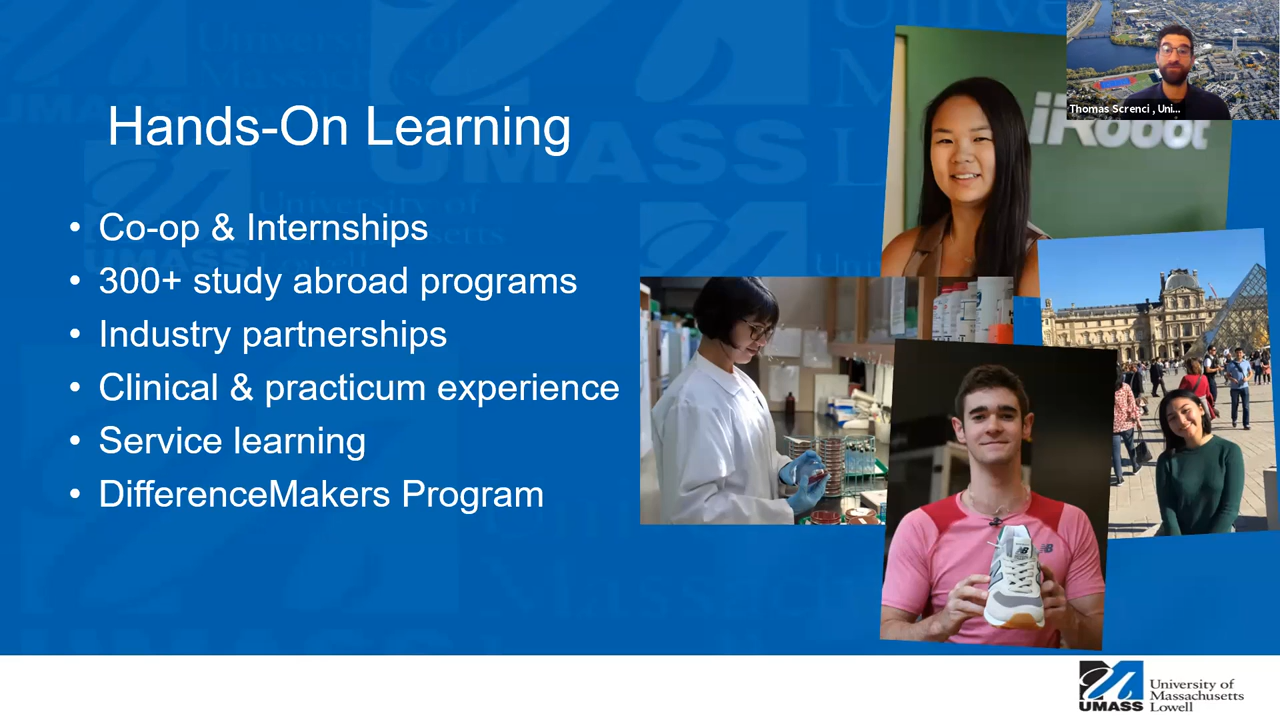 Hands-On Learning
• Co-op & Internships
• 300+ study abroad programs
• Industry partnerships
• Clinical & practicum experience
• Service learning
• DifferenceMakers Program
iRobot
Thomas Screnci , Uni...
UMASS
University of
Massachusetts
Lowell